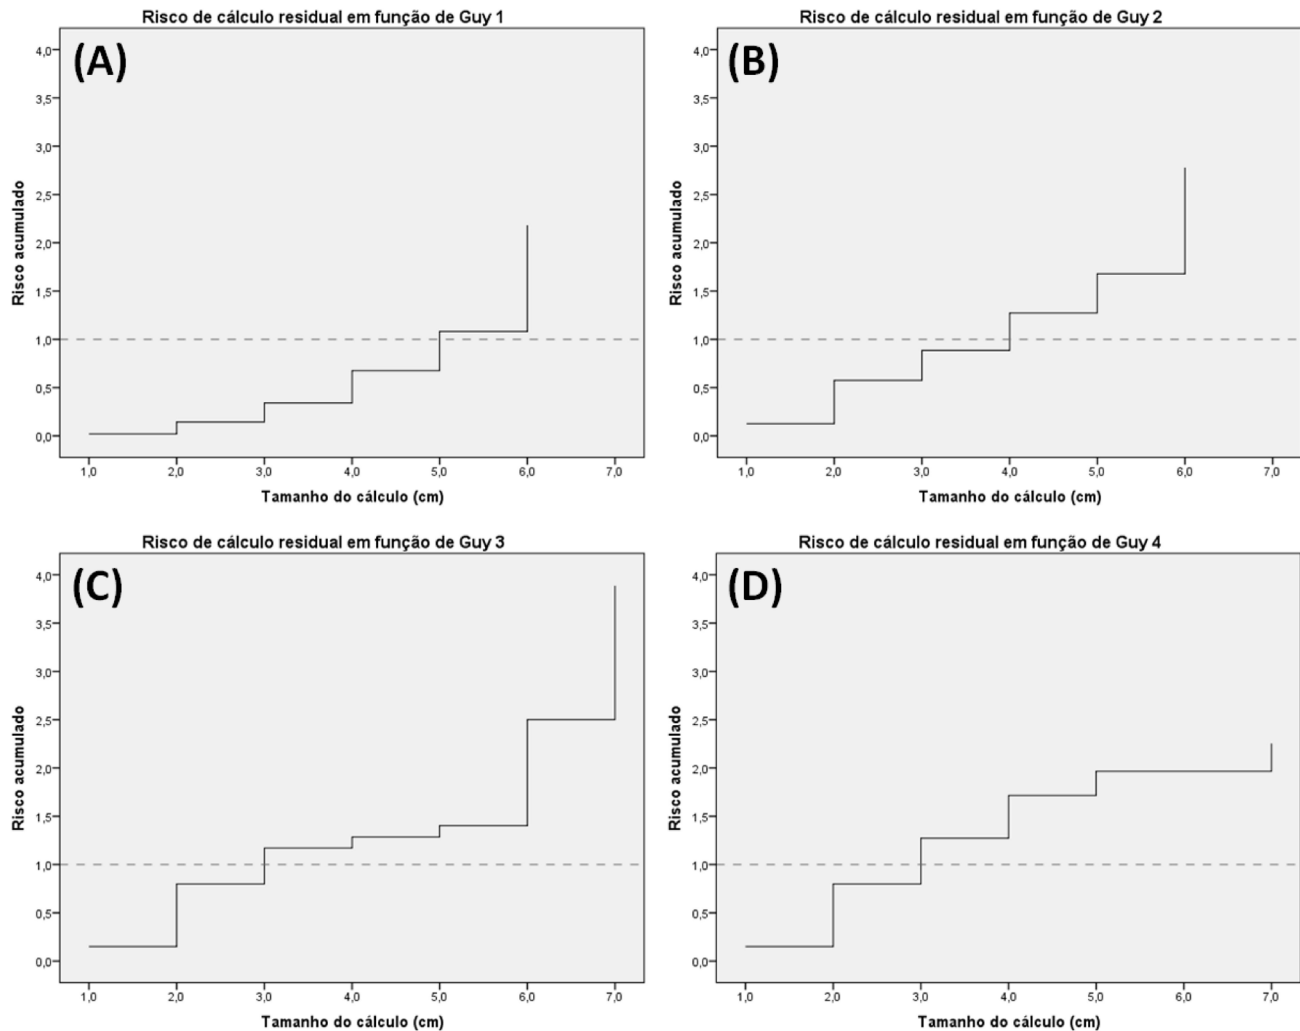 Risco de cálculo residual em função de Guy 1
(A)
Risco acumulado
4,0
3,5
3,0
2,5
2,0
1,5
1,0
0,5
0,0
1,0 2,0 3,0 4,0 5,0 6,0 7,0
Tamanho do cálculo (cm)
Risco de cálculo residual em função de Guy 2
(B)
Risco acumulado
4,0
3,5
3,0
2,5
2,0
1,5
1,0
0,5
0,0
1,0 2,0 3,0 4,0 5,0 6,0 7,0
Tamanho do cálculo (cm)
Risco de cálculo residual em função de Guy 3
(C)
Risco acumulado
4,0
3,5
3,0
2,5
2,0
1,5
1,0
0,5
0,0
1,0 2,0 3,0 4,0 5,0 6,0 7,0
Tamanho do cálculo (cm)
Risco de cálculo residual em função de Guy 4
(D)
Risco acumulado
4,0
3,5
3,0
2,5
2,0
1,5
1,0
0,5
0,0
1,0 2,0 3,0 4,0 5,0 6,0 7,0
Tamanho do cálculo (cm)